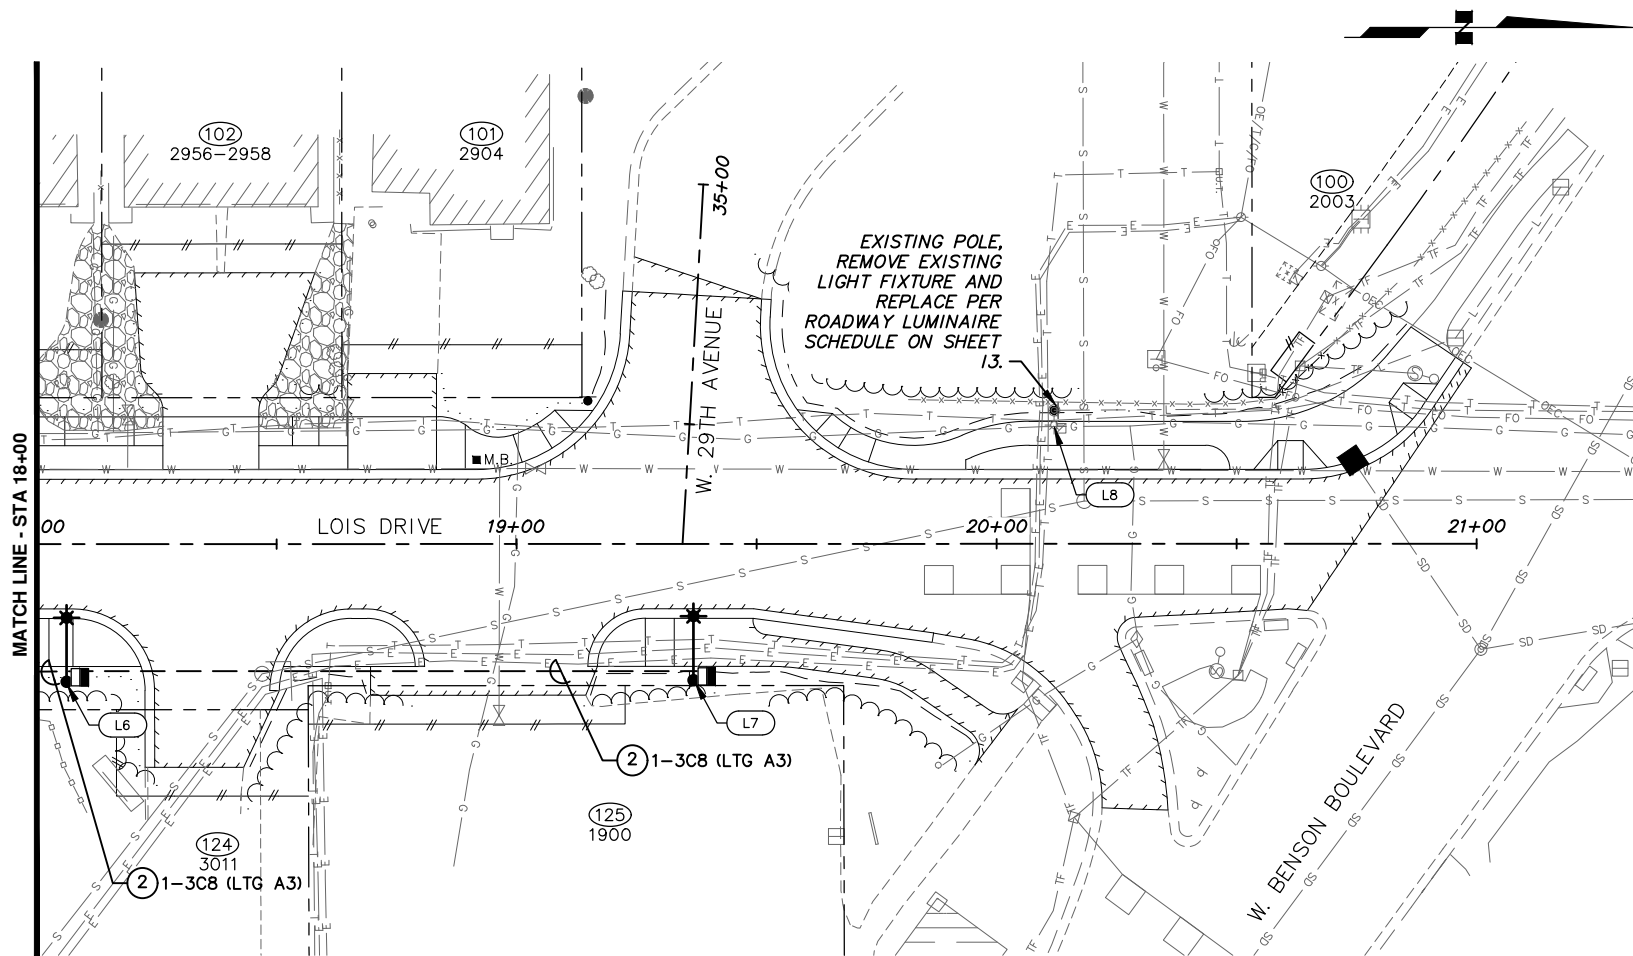 N
102
2956-2958
101
2904
35+00
100
2003
OE/T/C/FO
EXISTING POLE,
REMOVE EXISTING
LIGHT FIXTURE AND
REPLACE PER
ROADWAY LUMINAIRE
SCHEDULE ON SHEET
13.
W. 29TH AVENUE
MATCH LINE - STA 18+00
M.B.
L8
00
LOIS DRIVE
19+00
20+00
21+00
L6
L7
2 1-3C8 (LTG A3)
125
1900
124
3011
2 1-3C8 (LTG A3)
W. BENSON BOULEVARD